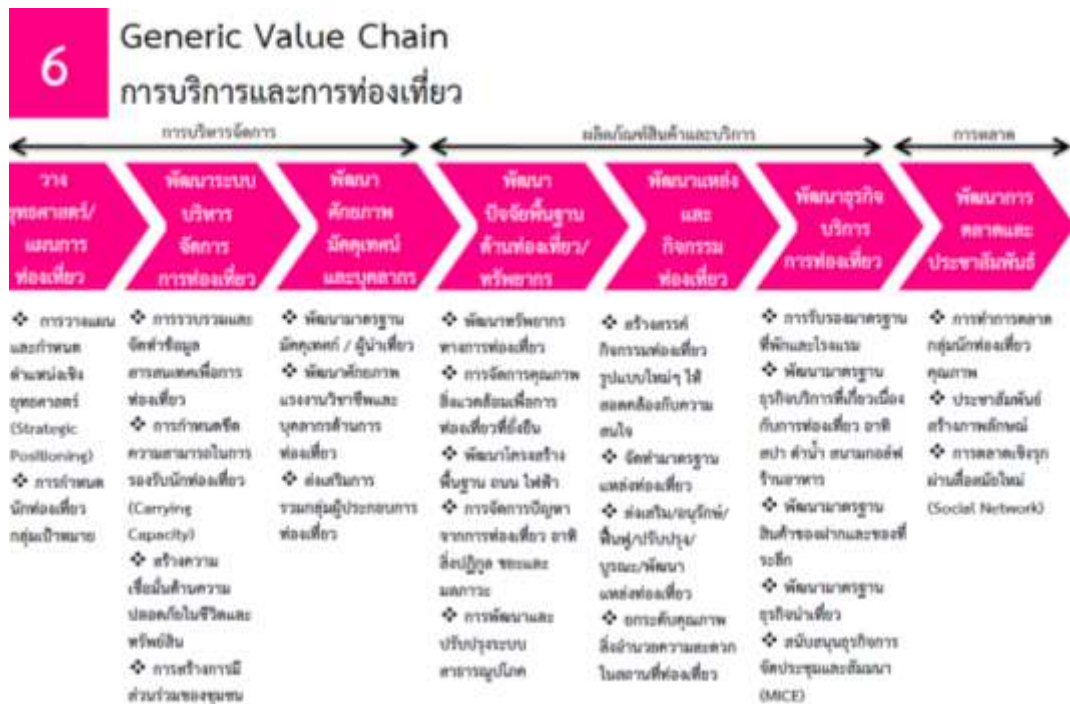 6
Generic Value Chain
การบริการและการท่องเที่ยว
การบริหารจัดการ
ผลิตภัณฑ์สินค้าและบริการ
การตลาด
วาง
ยุทธศาสตร์/
แผนการ
ท่องเที่ยว
พัฒนาระบบ
บริหาร
จัดการ
การท่องเที่ยว
พัฒนา
ศักยภาพ
มัคคุเทศก์
และบุคลากร
พัฒนา
ปัจจัยพื้นฐาน
ด้านท่องเที่ยว/
ทรัพยากร
พัฒนาแหล่ง
และ
กิจกรรม
ท่องเที่ยว
พัฒนาธุรกิจ
บริการ
การท่องเที่ยว
พัฒนาการ
ตลาดและ
ประชาสัมพันธ์
❖ การวางแผน
และกำหนด
ตำแหน่งเชิง
ยุทธศาสตร์
(Strategic
Positioning)
❖ การกำหนด
นักท่องเที่ยว
กลุ่มเป้าหมาย
❖ การรวบรวมและ
จัดทำข้อมูล
สารสนเทศเพื่อการ
ท่องเที่ยว
❖ การกำหนดขีด
ความสามารถในการ
รองรับนักท่องเที่ยว
(Carrying
Capacity)
❖ สร้างความ
เชื่อมั่นด้านความ
ปลอดภัยในชีวิตและ
ทรัพย์สิน
❖ การสร้างการมี
ส่วนร่วมของชุมชน
❖ พัฒนามาตรฐาน
มัคคุเทศก์ / ผู้นำเที่ยว
❖ พัฒนาศักยภาพ
แรงงานวิชาชีพและ
บุคลากรด้านการ
ท่องเที่ยว
❖ ส่งเสริมการ
รวมกลุ่มผู้ประกอบการ
ท่องเที่ยว
❖ พัฒนาทรัพยากร
ทางการท่องเที่ยว
❖ การจัดการคุณภาพ
สิ่งแวดล้อมเพื่อการ
ท่องเที่ยวที่ยั่งยืน
❖ พัฒนาโครงสร้าง
พื้นฐาน ถนน ไฟฟ้า
❖ การจัดการปัญหา
จากการท่องเที่ยว อาทิ
สิ่งปฏิกูล ขยะและ
มลภาวะ
❖ การพัฒนาและ
ปรับปรุงระบบ
สาธารณูปโภค
❖ สร้างสรรค์
กิจกรรมท่องเที่ยว
รูปแบบใหม่ๆ ให้
สอดคล้องกับความ
สนใจ
❖ จัดทำมาตรฐาน
แหล่งท่องเที่ยว
❖ ส่งเสริม/อนุรักษ์/
ฟื้นฟู/ปรับปรุง/
บูรณะ/พัฒนา
แหล่งท่องเที่ยว
❖ ยกระดับคุณภาพ
สิ่งอำนวยความสะดวก
ในสถานที่ท่องเที่ยว
❖ การรับรองมาตรฐาน
ที่พักและโรงแรม
❖ พัฒนามาตรฐาน
ธุรกิจบริการที่เกี่ยวเนื่อง
กับการท่องเที่ยว อาทิ
สปา ดำน้ำ สนามกอล์ฟ
ร้านอาหาร
❖ พัฒนามาตรฐาน
สินค้าของฝากและของที่
ระลึก
❖ พัฒนามาตรฐาน
ธุรกิจนำเที่ยว
❖ สนับสนุนธุรกิจการ
จัดประชุมและสัมมนา
(MICE)
❖ การทำการตลาด
กลุ่มนักท่องเที่ยว
คุณภาพ
❖ ประชาสัมพันธ์
สร้างภาพลักษณ์
❖ การตลาดเชิงรุก
ผ่านสื่อสมัยใหม่
(Social Network)